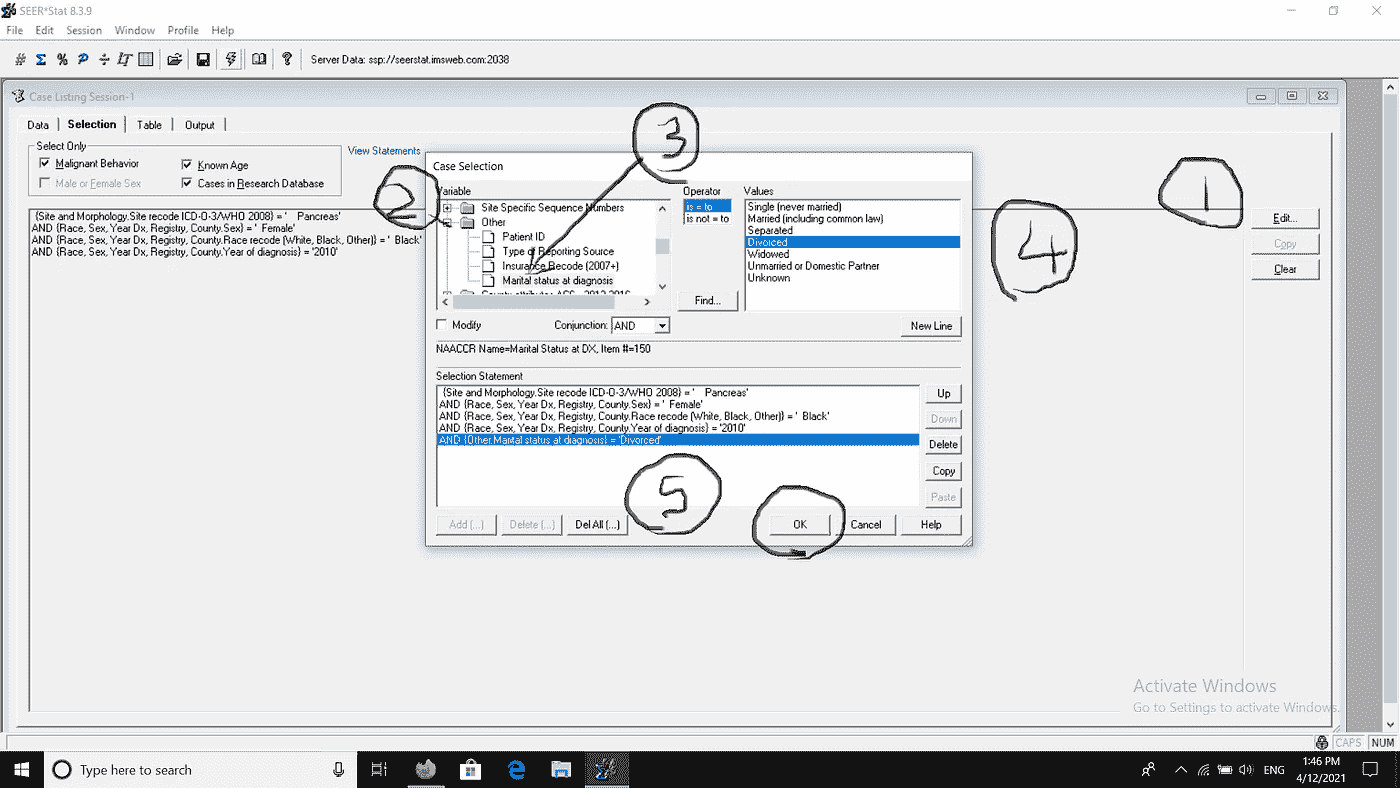 SEER*Stat 8.3.9
File Edit Session Window Profile Help
Server Data: ssp://seerstat.imsweb.com:2038
Case Listing Session-1
Data Selection Table Output
Select Only
Malignant Behavior
Known Age
Male or Female Sex
Cases in Research Database
View Statements
{Site and Morphology.Site recode ICD-O-3/WHO 2008} = ' Pancreas'
AND {Race, Sex, Year Dx, Registry, County.Sex} = ' Female'
AND {Race, Sex, Year Dx, Registry, County.Race recode (White, Black, Other)} = ' Black'
AND {Race, Sex, Year Dx, Registry, County.Year of diagnosis} = '2010'
1
Edit...
Copy
Clear
2
3
4
Case Selection
Variable
Site Specific Sequence Numbers
Other
Patient ID
Type of Reporting Source
Insurance Recode (2007+)
Marital status at diagnosis
Operator
is = to
is not = to
Find...
Values
Single (never married)
Married (including common law)
Separated
Divorced
Widowed
Unmarried or Domestic Partner
Unknown
Modify
Conjunction: AND
New Line
NAACCR Name=Marital Status at DX, Item #=150
Selection Statement
{Site and Morphology.Site recode ICD-O-3/WHO 2008} = ' Pancreas'
AND {Race, Sex, Year Dx, Registry, County.Sex} = ' Female'
AND {Race, Sex, Year Dx, Registry, County.Race recode (White, Black, Other)} = ' Black'
AND {Race, Sex, Year Dx, Registry, County.Year of diagnosis} = '2010'
AND {Other.Marital status at diagnosis} = 'Divorced'
Up
Down
Delete
Copy
Paste
5
Add (...) Delete (...) Del All (...) OK Cancel Help
Activate Windows
Go to Settings to activate Windows.
CAPS NUM
Type here to search
ENG
1:46 PM
4/12/2021